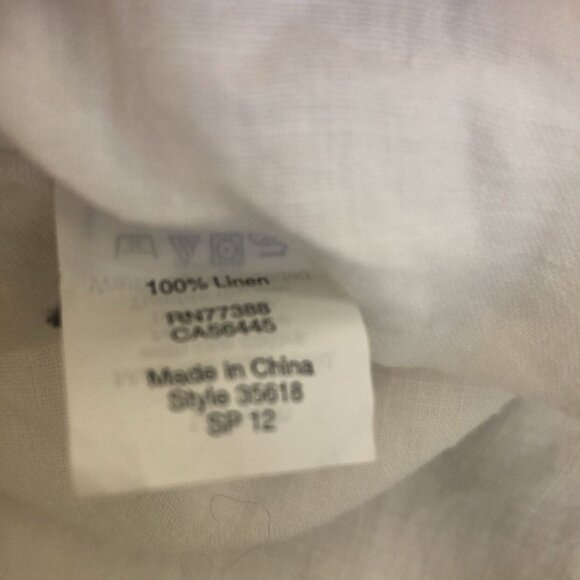 100% Linen
RN77388
CA56445
Made in China
Style 35618
SP 12